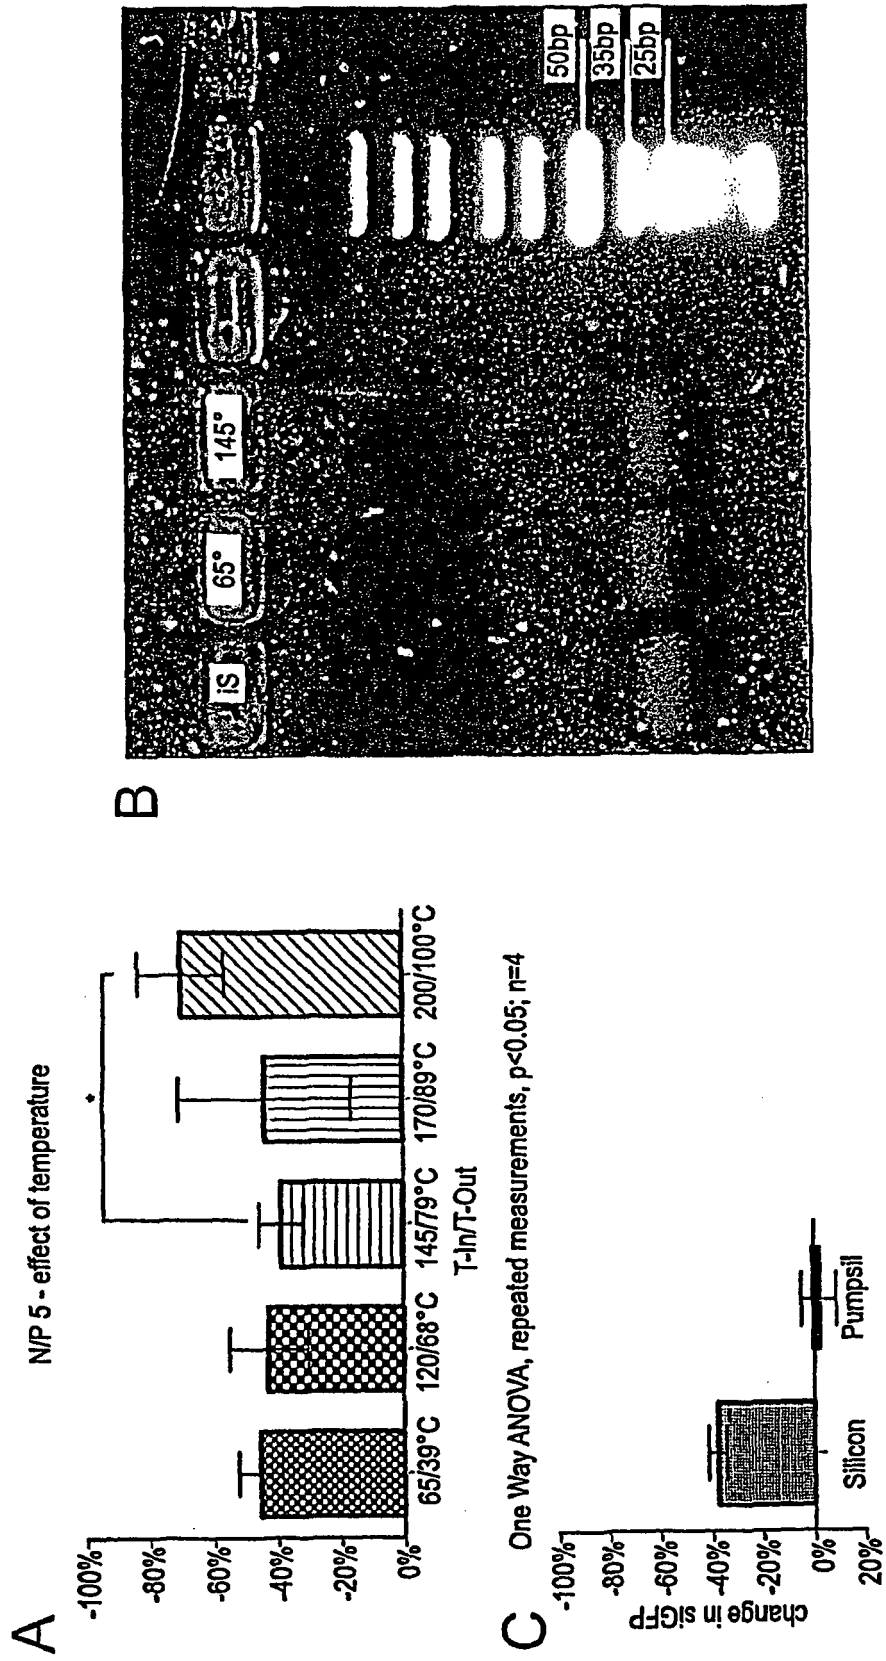 A
N/P 5 - effect of temperature
-100%
-80%
-60%
-40%
-20%
0%
*
65/39°C
120/68°C
145/79°C
170/89°C
200/100°C
T-In/T-Out
One Way ANOVA, repeated measurements, p<0.05; n=4
B
iS
65°
145°
50bp
35bp
25bp
C
change in siGFP
-100%
-80%
-60%
-40%
-20%
0%
20%
Silicon
Pumpsil